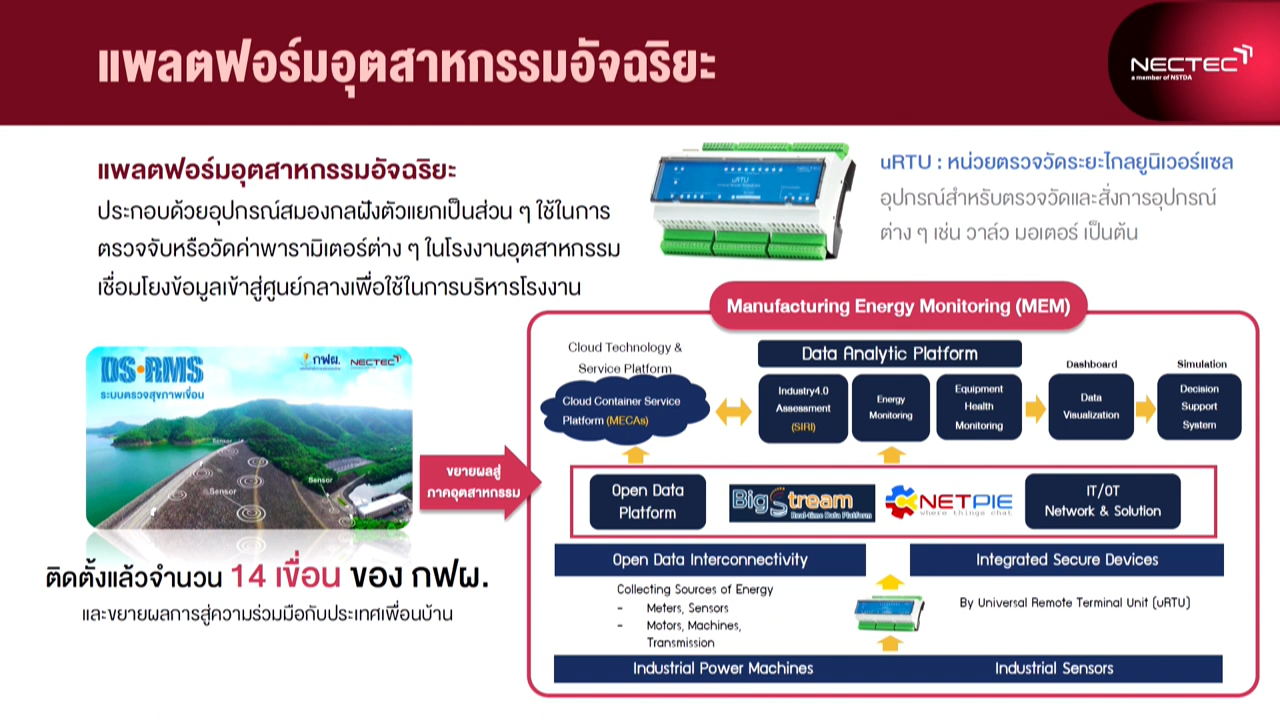 แพลตฟอร์มอุตสาหกรรมอัจฉริยะ
NECTEC
a member of NSTDA
แพลตฟอร์มอุตสาหกรรมอัจฉริยะ
ประกอบด้วยอุปกรณ์สมองกลฝังตัวแยกเป็นส่วน ๆ ใช้ในการ
ตรวจจับหรือวัดค่าพารามิเตอร์ต่าง ๆ ในโรงงานอุตสาหกรรม
เชื่อมโยงข้อมูลเข้าสู่ศูนย์กลางเพื่อใช้ในการบริหารโรงงาน
uRTU
uRTU : หน่วยตรวจวัดระยะไกลยูนิเวอร์แซล
อุปกรณ์สำหรับตรวจวัดและสั่งการอุปกรณ์
ต่าง ๆ เช่น วาล์ว มอเตอร์ เป็นต้น
DS-RMS
ระบบตรวจสุขภาพเขื่อน
กฟผ.
NECTEC
Sensor
Sensor
Sensor
ติดตั้งแล้วจำนวน 14 เขื่อน ของ กฟผ.
และขยายผลการสู่ความร่วมมือกับประเทศเพื่อนบ้าน
ขยายผลสู่
ภาคอุตสาหกรรม
Manufacturing Energy Monitoring (MEM)
Cloud Technology &
Service Platform
Cloud Container Service
Platform (MECAs)
Data Analytic Platform
Industry4.0
Assessment
(SIRI)
Energy
Monitoring
Equipment
Health
Monitoring
Dashboard
Data
Visualization
Simulation
Decision
Support
System
Open Data
Platform
BigStream
Real-time Data Platform
NETPIE
where things chat
IT/OT
Network & Solution
Open Data Interconnectivity
Integrated Secure Devices
Collecting Sources of Energy
- Meters, Sensors
- Motors, Machines,
Transmission
By Universal Remote Terminal Unit (uRTU)
Industrial Power Machines
Industrial Sensors